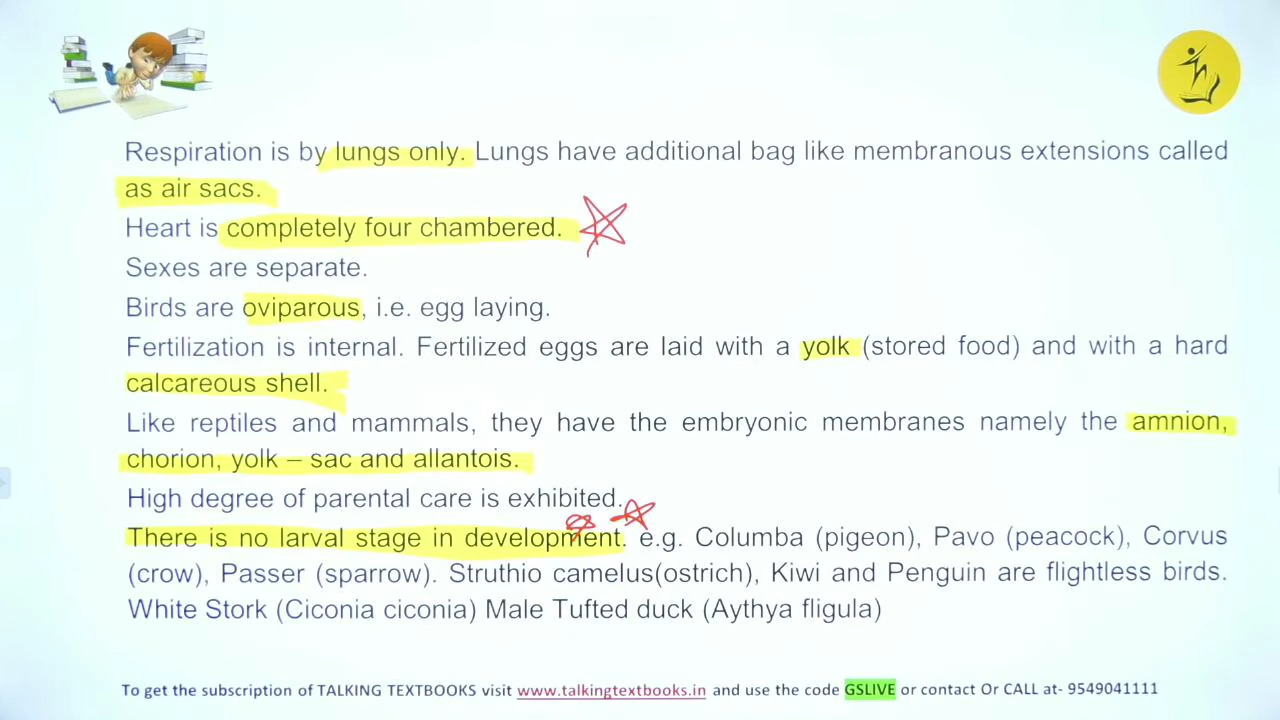 Respiration is by lungs only. Lungs have additional bag like membranous extensions called
as air sacs.
Heart is completely four chambered.
Sexes are separate.
Birds are oviparous, i.e. egg laying.
Fertilization is internal. Fertilized eggs are laid with a yolk (stored food) and with a hard
calcareous shell.
Like reptiles and mammals, they have the embryonic membranes namely the amnion,
chorion, yolk – sac and allantois.
High degree of parental care is exhibited.
There is no larval stage in development. e.g. Columba (pigeon), Pavo (peacock), Corvus
(crow), Passer (sparrow). Struthio camelus(ostrich), Kiwi and Penguin are flightless birds.
White Stork (Ciconia ciconia) Male Tufted duck (Aythya fligula)
To get the subscription of TALKING TEXTBOOKS visit www.talkingtextbooks.in and use the code GSLIVE or contact Or CALL at- 9549041111